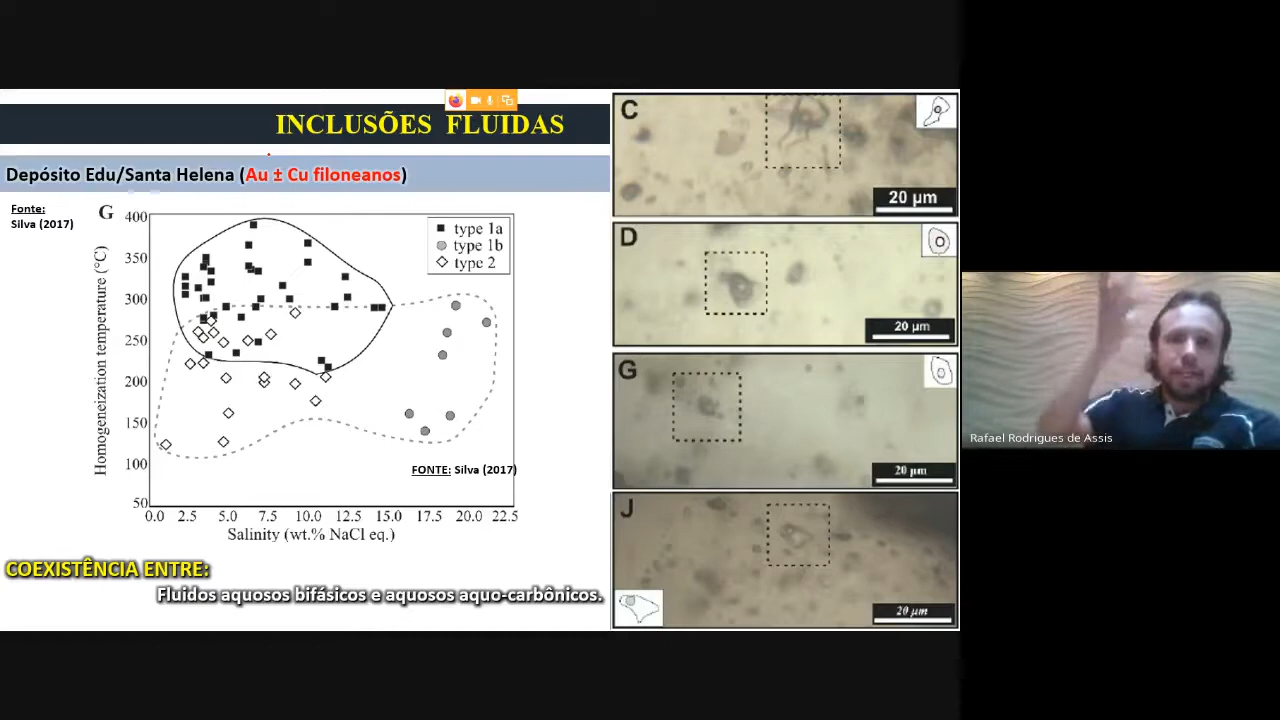 INCLUSÕES FLUIDAS
Depósito Edu/Santa Helena (Au ± Cu filoneanos)
Fonte:
Silva (2017)
G
400
350
300
250
200
150
100
50
Homogeneization temperature (°C)
type 1a
type 1b
type 2
FONTE: Silva (2017)
0.0 2.5 5.0 7.5 10.0 12.5 15.0 17.5 20.0 22.5
Salinity (wt.% NaCl eq.)
COEXISTÊNCIA ENTRE:
Fluidos aquosos bifásicos e aquosos aquo-carbônicos.
C
20 µm
D
20 µm
G
20 µm
J
20 µm
Rafael Rodrigues de Assis